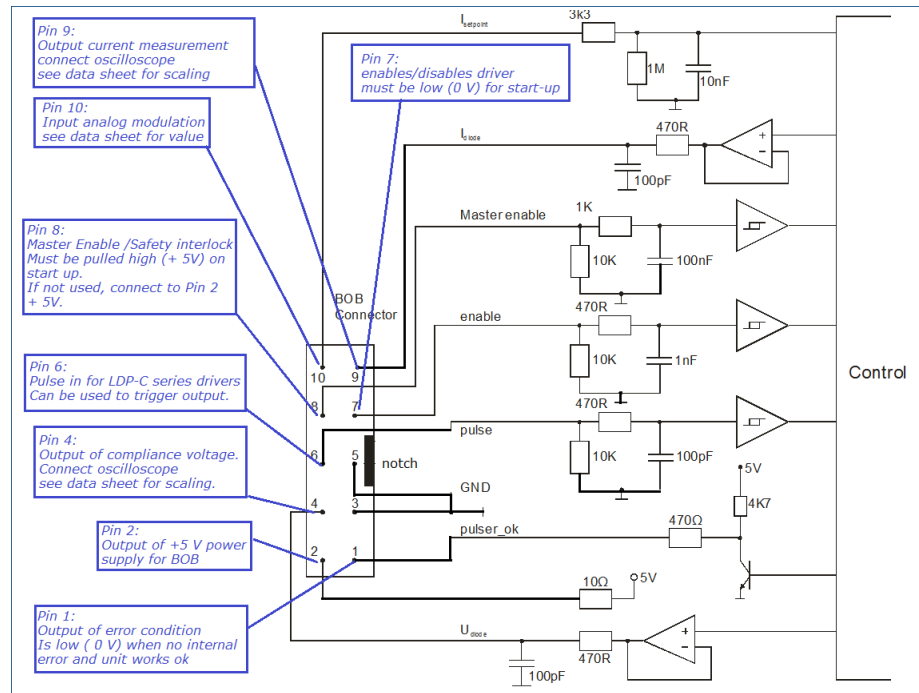 Pin 9:
Output current measurement
connect oscilloscope
see data sheet for scaling
Pin 7:
enables/disables driver
must be low (0 V) for start-up
Pin 10:
Input analog modulation
see data sheet for value
Pin 8:
Master Enable /Safety interlock
Must be pulled high (+ 5V) on
start up.
If not used, connect to Pin 2
+ 5V.
Pin 6:
Pulse in for LDP-C series drivers
Can be used to trigger output.
Pin 4:
Output of compliance voltage.
Connect oscilloscope
see data sheet for scaling.
Pin 2:
Output of +5 V power
supply for BOB
Pin 1:
Output of error condition
Is low ( 0 V) when no internal
error and unit works ok
BOB
Connector
10 9
8 7
6 5
4 3
2 1
notch
Isetpoint
3k3
1M
10nF
Idiode
470R
100pF
+
-
Master enable
1K
10K
100nF
enable
470R
10K
1nF
pulse
470R
10K
100pF
GND
pulser_ok
470Ω
5V
4K7
10Ω
5V
Udiode
470R
100pF
+
-
Control